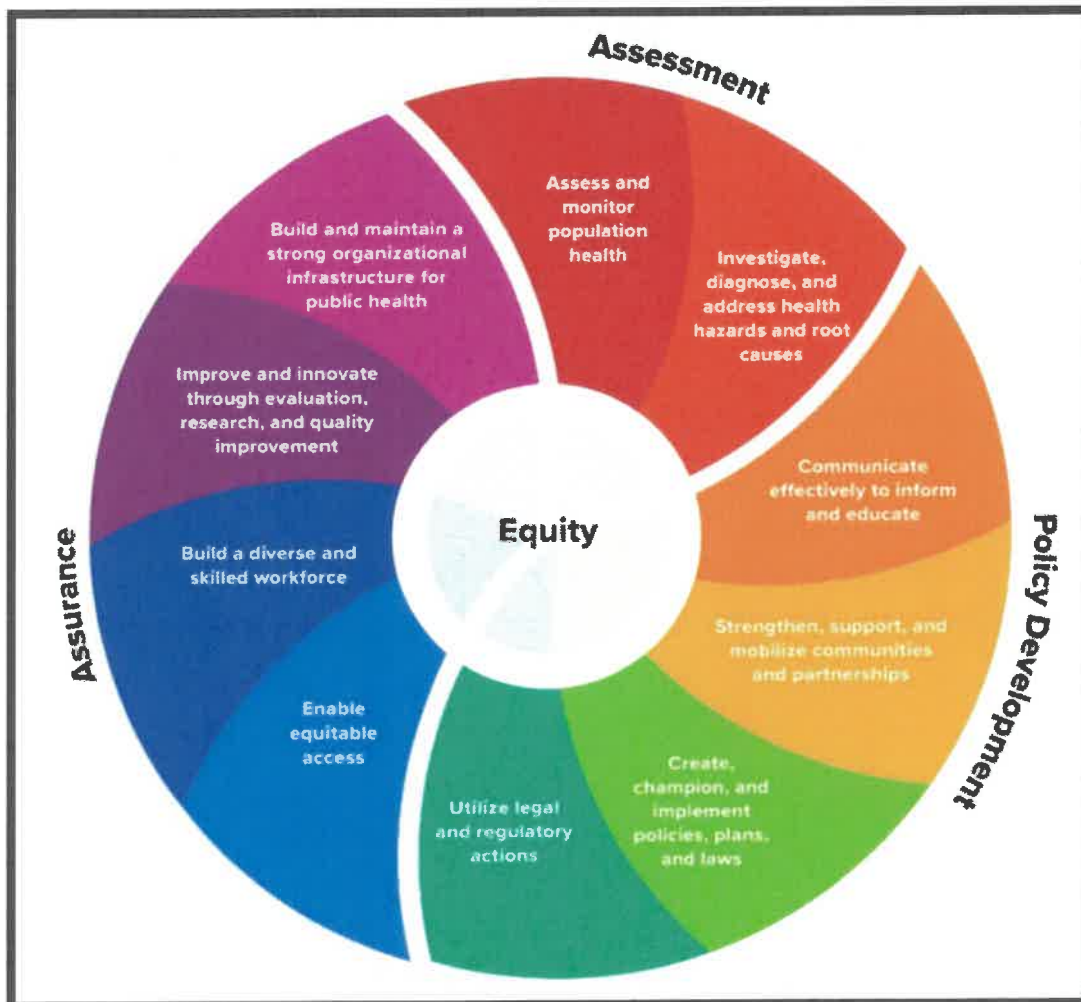 Assessment
Assess and
monitor
population
health
Investigate,
diagnose, and
address health
hazards and root
causes
Policy Development
Communicate
effectively to inform
and educate
Strengthen, support, and
mobilize communities
and partnerships
Create,
champion, and
implement
policies, plans,
and laws
Utilize legal
and regulatory
actions
Assurance
Enable
equitable
access
Build a diverse and
skilled workforce
Improve and innovate
through evaluation,
research, and quality
improvement
Build and maintain a
strong organizational
infrastructure for
public health
Equity